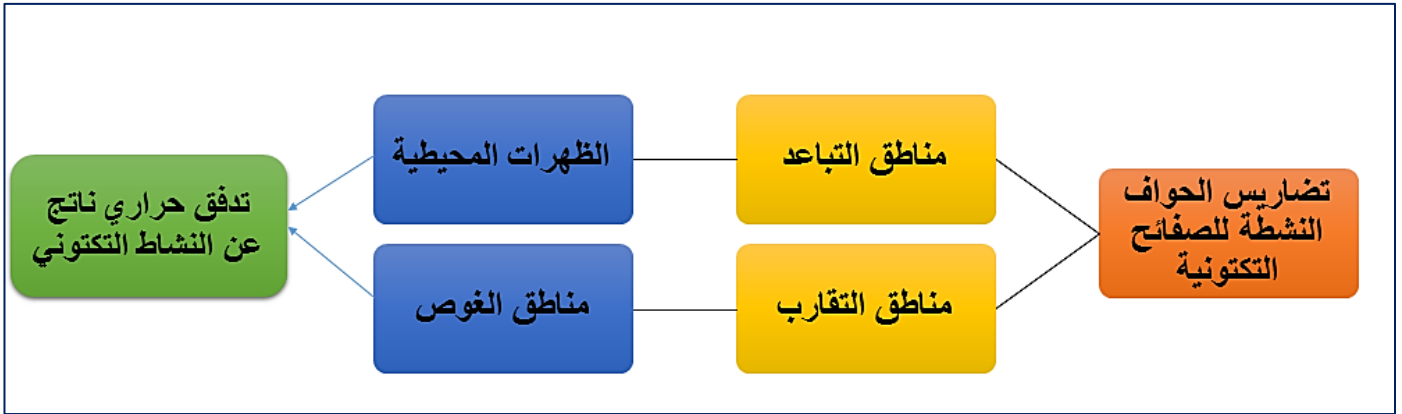 تضاريس الحواف
النشطة للصفائح
التكتونية
مناطق التباعد
مناطق التقارب
الظهرات المحيطية
مناطق الغوص
تدفق حراري ناتج
عن النشاط التكتوني